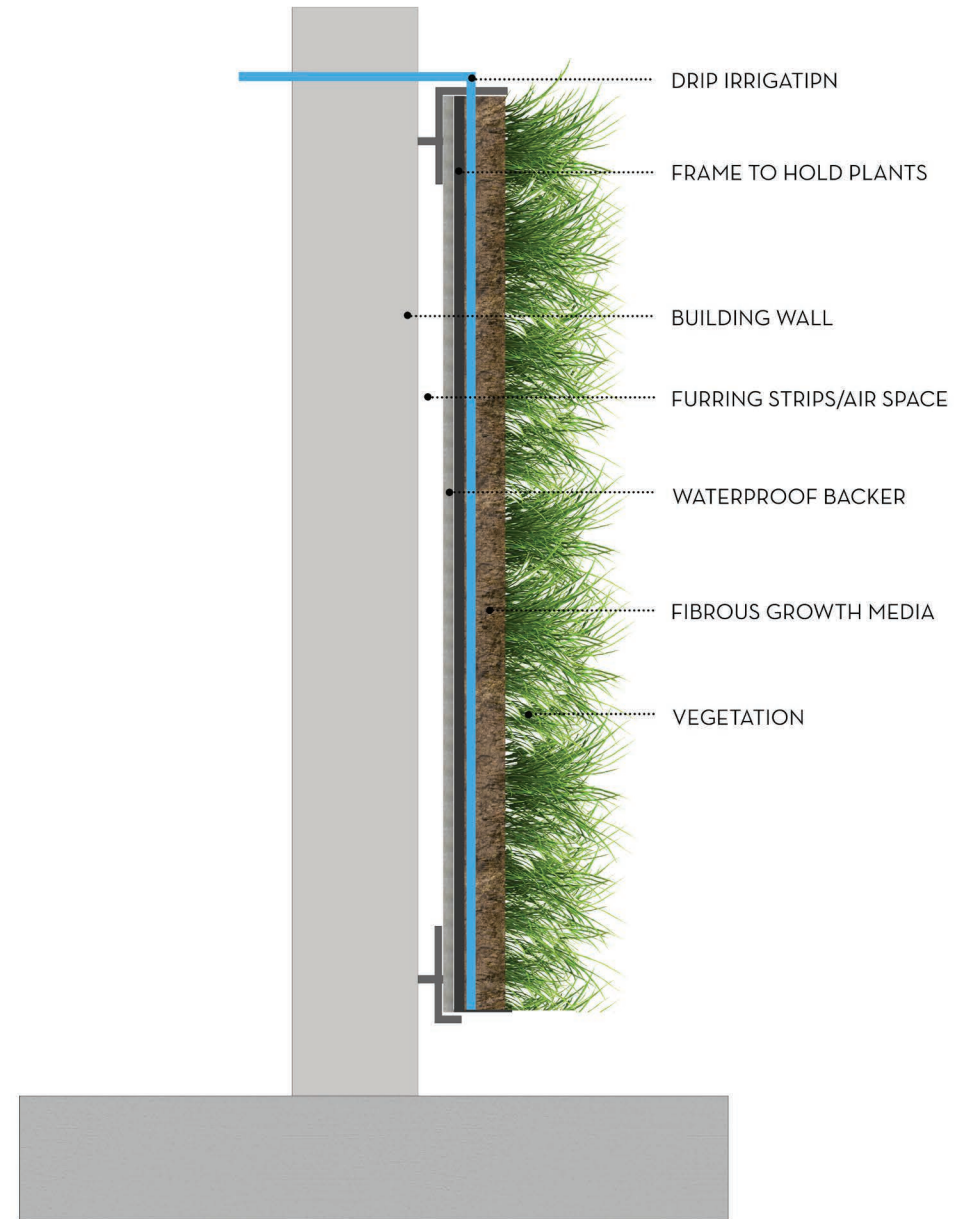 DRIP IRRIGATIPN
FRAME TO HOLD PLANTS
BUILDING WALL
FURRING STRIPS/AIR SPACE
WATERPROOF BACKER
FIBROUS GROWTH MEDIA
VEGETATION